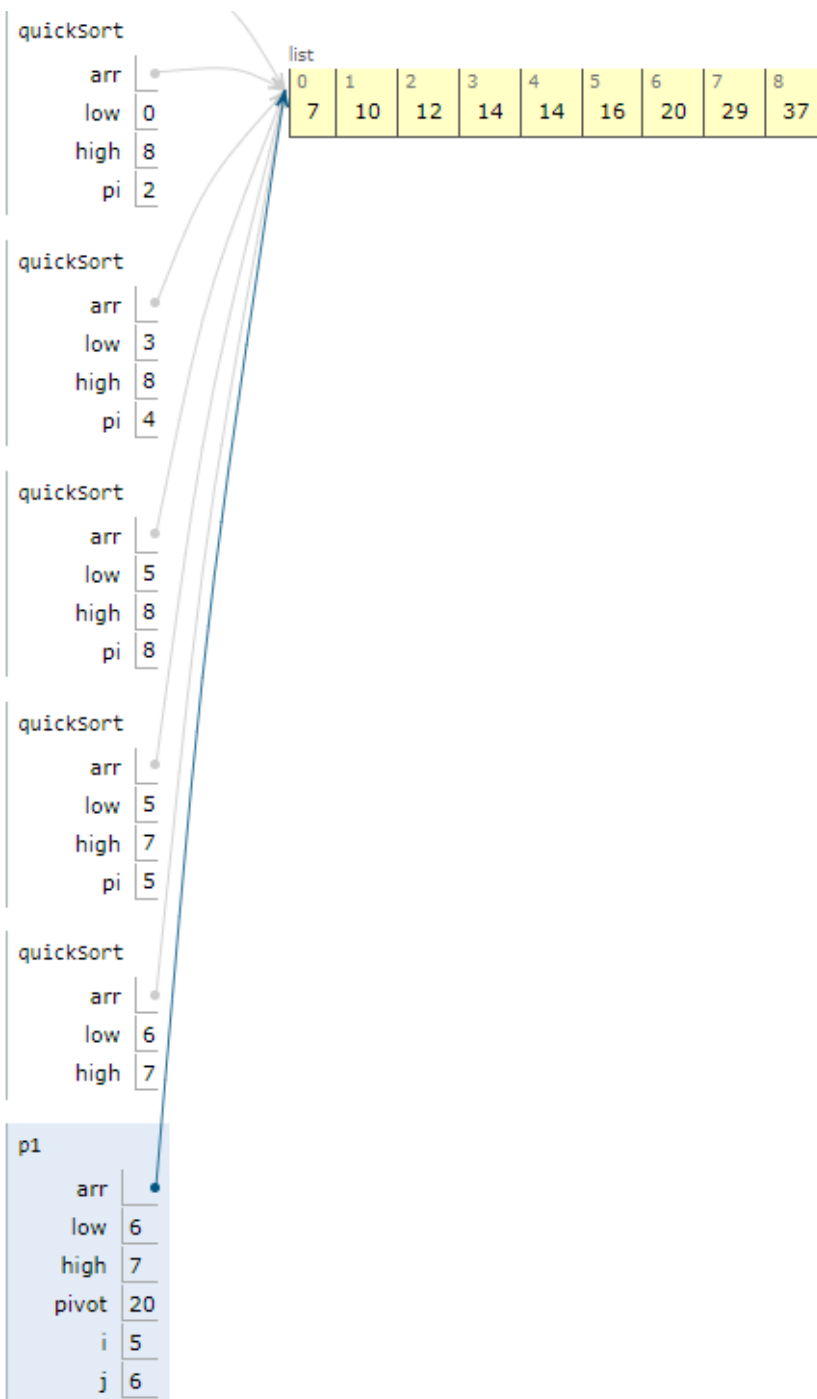 quickSort
arr
low 0
high 8
pi 2
list
0 1 2 3 4 5 6 7 8
7 10 12 14 14 16 20 29 37
quickSort
arr
low 3
high 8
pi 4
quickSort
arr
low 5
high 8
pi 8
quickSort
arr
low 5
high 7
pi 5
quickSort
arr
low 6
high 7
p1
arr
low 6
high 7
pivot 20
i 5
j 6